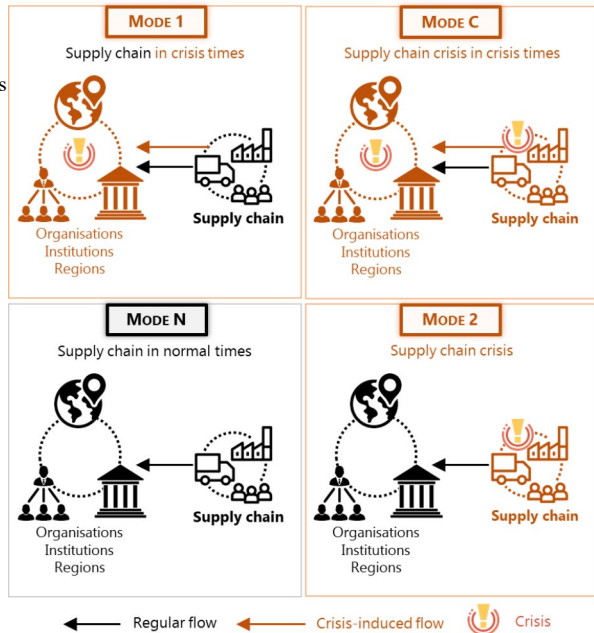 MODE 1
Supply chain in crisis times
s
Supply chain
Organisations
Institutions
Regions
MODE C
Supply chain crisis in crisis times
Supply chain
Organisations
Institutions
Regions
MODE N
Supply chain in normal times
Supply chain
Organisations
Institutions
Regions
MODE 2
Supply chain crisis
Supply chain
Organisations
Institutions
Regions
Regular flow
Crisis-induced flow
Crisis